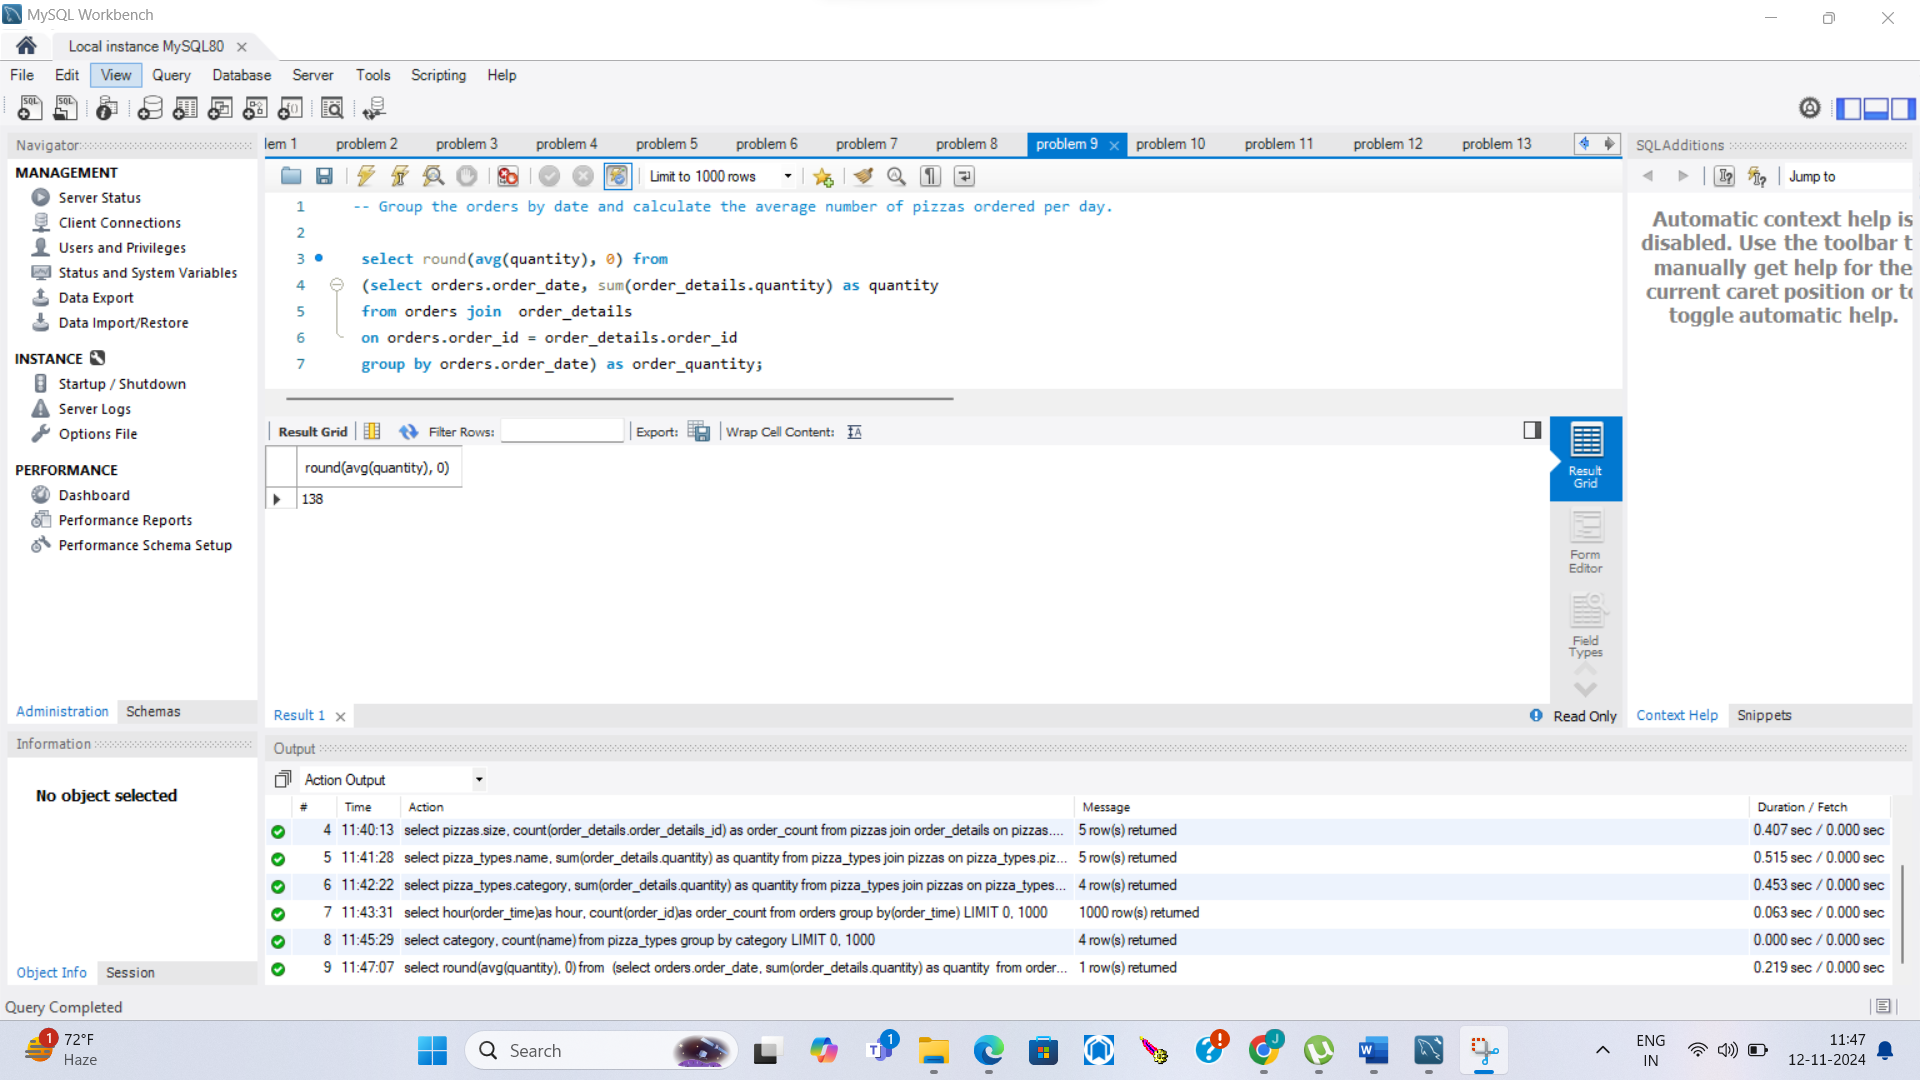 MySQL Workbench
Local instance MySQL80
File Edit View Query Database Server Tools Scripting Help
Navigator
MANAGEMENT
Server Status
Client Connections
Users and Privileges
Status and System Variables
Data Export
Data Import/Restore
INSTANCE
Startup / Shutdown
Server Logs
Options File
PERFORMANCE
Dashboard
Performance Reports
Performance Schema Setup
Administration Schemas
Information
No object selected
Object Info Session
lem 1 problem 2 problem 3 problem 4 problem 5 problem 6 problem 7 problem 8 problem 9 problem 10 problem 11 problem 12 problem 13
Limit to 1000 rows
1 -- Group the orders by date and calculate the average number of pizzas ordered per day.
2
3 select round(avg(quantity), 0) from
4 (select orders.order_date, sum(order_details.quantity) as quantity
5 from orders join order_details
6 on orders.order_id = order_details.order_id
7 group by orders.order_date) as order_quantity;
Result Grid Filter Rows: Export: Wrap Cell Content:
round(avg(quantity), 0)
138
Result Grid
Form Editor
Field Types
Result 1
Read Only
SQLAdditions
Jump to
Automatic context help is
disabled. Use the toolbar t
manually get help for the
current caret position or to
toggle automatic help.
Context Help Snippets
Output
Action Output
# Time Action Message Duration / Fetch
4 11:40:13 select pizzas.size, count(order_details.order_details_id) as order_count from pizzas join order_details on pizzas.... 5 row(s) returned 0.407 sec / 0.000 sec
5 11:41:28 select pizza_types.name, sum(order_details.quantity) as quantity from pizza_types join pizzas on pizza_types.piz... 5 row(s) returned 0.515 sec / 0.000 sec
6 11:42:22 select pizza_types.category, sum(order_details.quantity) as quantity from pizza_types join pizzas on pizza_types... 4 row(s) returned 0.453 sec / 0.000 sec
7 11:43:31 select hour(order_time)as hour, count(order_id)as order_count from orders group by(order_time) LIMIT 0, 1000 1000 row(s) returned 0.063 sec / 0.000 sec
8 11:45:29 select category, count(name) from pizza_types group by category LIMIT 0, 1000 4 row(s) returned 0.000 sec / 0.000 sec
9 11:47:07 select round(avg(quantity), 0) from (select orders.order_date, sum(order_details.quantity) as quantity from order... 1 row(s) returned 0.219 sec / 0.000 sec
Query Completed
1
72°F
Haze
Search
1
J
ENG
IN
11:47
12-11-2024